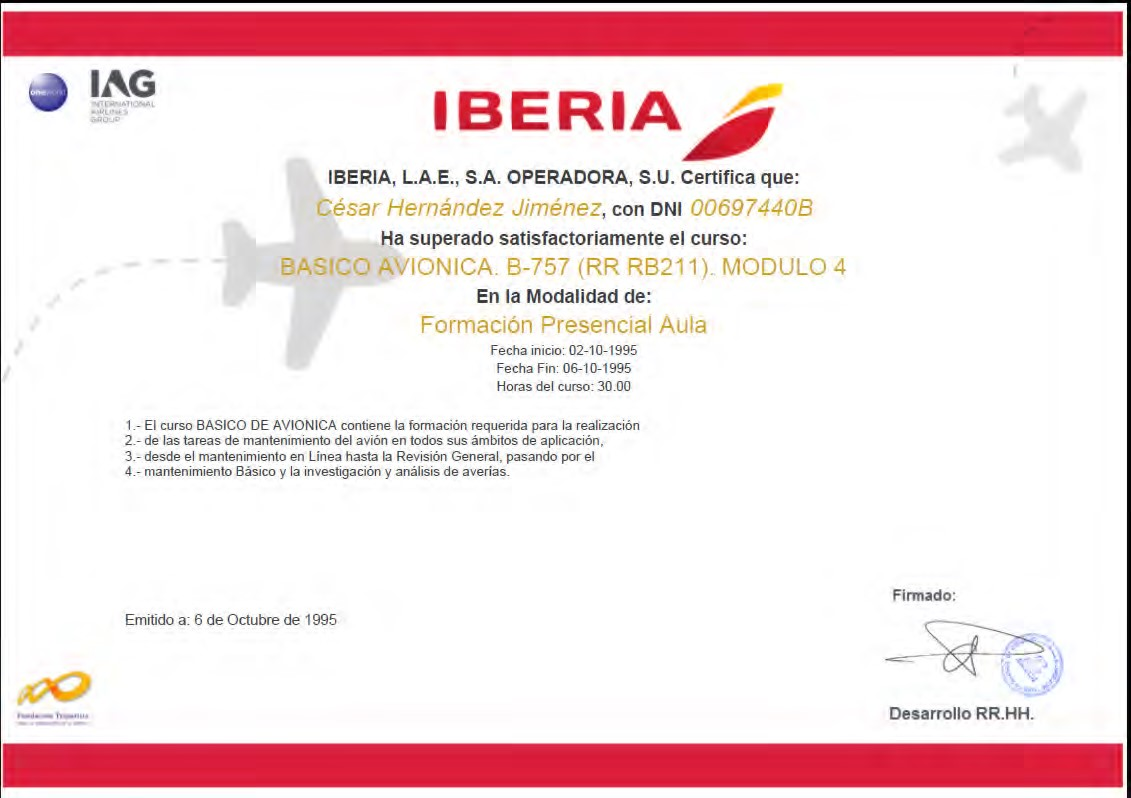 oneworld
IAG
INTERNATIONAL
AIRLINES
GROUP
IBERIA
IBERIA, L.A.E., S.A. OPERADORA, S.U. Certifica que:
César Hernández Jiménez, con DNI 00697440B
Ha superado satisfactoriamente el curso:
BASICO AVIONICA. B-757 (RR RB211). MODULO 4
En la Modalidad de:
Formación Presencial Aula
Fecha inicio: 02-10-1995
Fecha Fin: 06-10-1995
Horas del curso: 30.00
1.- El curso BASICO DE AVIONICA contiene la formación requerida para la realización
2.- de las tareas de mantenimiento del avión en todos sus ámbitos de aplicación,
3.- desde el mantenimiento en Línea hasta la Revisión General, pasando por el
4.- mantenimiento Básico y la investigación y análisis de averías.
Firmado:
Emitido a: 6 de Octubre de 1995
Fundación Tripartita
Desarrollo RR.HH.